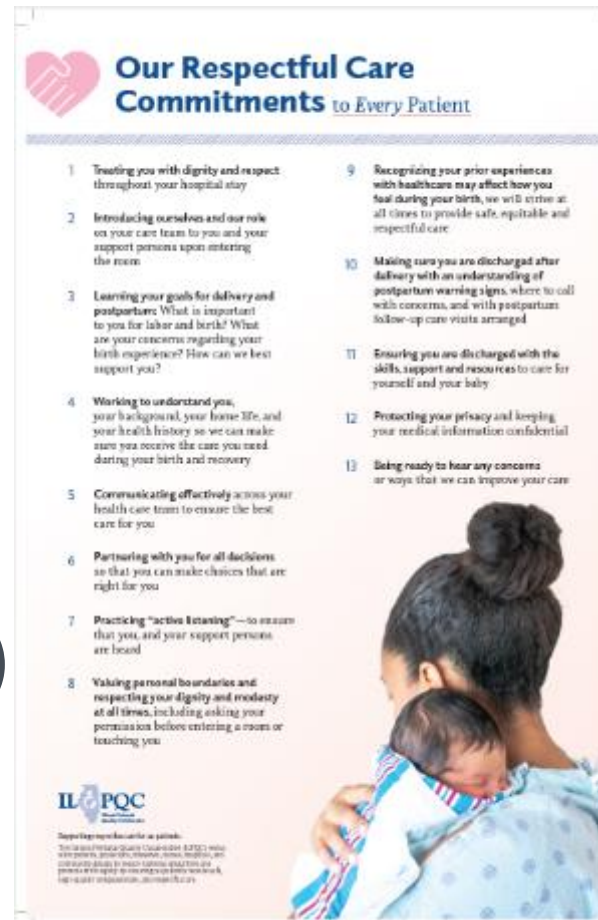 Our Respectful Care
Commitments to Every Patient
1 Treating you with dignity and respect
throughout your hospital stay
2 Introducing ourselves and our role
on your care team to you and your
support persons upon entering
the room
3 Learning your goals for delivery and
postpartum: What is important
to you for labor and birth? What
are your concerns regarding your
birth experience? How can we best
support you?
4 Working to understand you,
your background, your home life, and
your health history so we can make
sure you receive the care you need
during your birth and recovery
5 Communicating effectively across your
health care team to ensure the best
care for you
6 Partnering with you for all decisions
so that you can make choices that are
right for you
7 Practicing “active listening”—to ensure
that you, and your support persons
are heard
8 Valuing personal boundaries and
respecting your dignity and modesty
at all times, including asking your
permission before entering a room or
touching you
9 Recognizing your prior experiences
with healthcare may affect how you
feel during your birth, we will strive at
all times to provide safe, equitable and
respectful care
10 Making sure you are discharged after
delivery with an understanding of
postpartum warning signs, where to call
with concerns, and with postpartum
follow-up care visits arranged
11 Ensuring you are discharged with the
skills, support and resources to care for
yourself and your baby
12 Protecting your privacy and keeping
your medical information confidential
13 Being ready to hear any concerns
or ways that we can improve your care
ILPQC